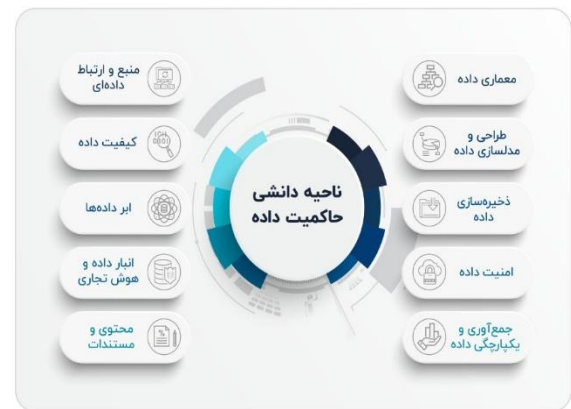 ناحیه دانشی
حاکمیت داده
معماری داده
طراحی و
مدلسازی داده
ذخیره‌سازی
داده
امنیت داده
جمع‌آوری و
یکپارچگی داده
منبع و ارتباط
داده‌ای
کیفیت داده
ابر داده‌ها
انبار داده و
هوش تجاری
محتوی و
مستندات